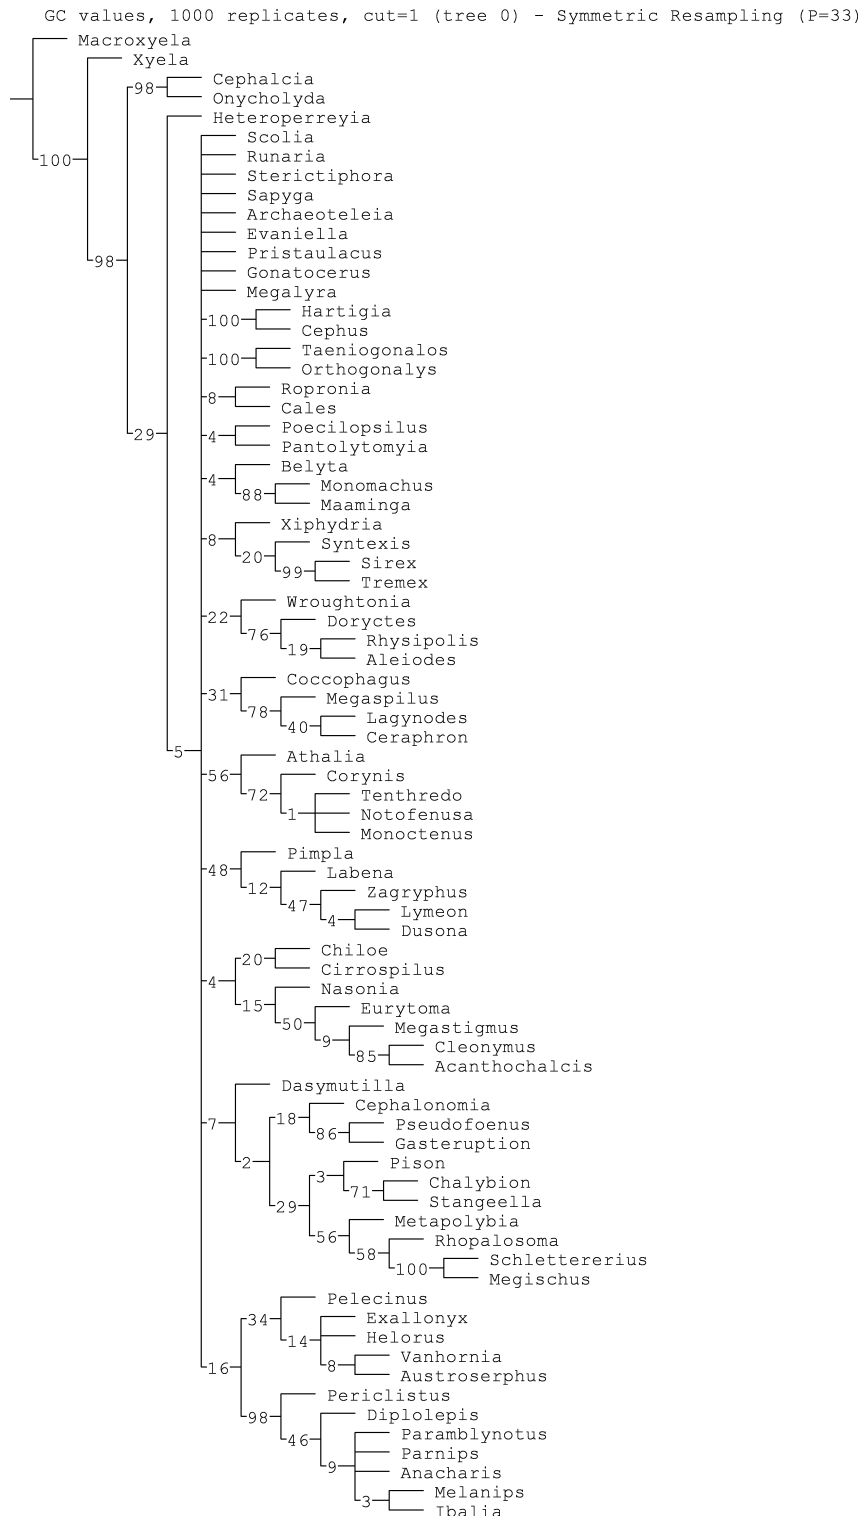 GC values, 1000 replicates, cut=1 (tree 0) - Symmetric Resampling (P=33)
Macroxyela
Xyela
Cephalcia
98
Onycholyda
Heteroperreyia
Scolia
Runaria
100
Sterictiphora
Sapyga
Archaeoteleia
Evaniella
Pristaulacus
98
Gonatocerus
Megalyra
Hartigia
100
Cephus
Taeniogonalos
100
Orthogonalys
Ropronia
8
Cales
Poecilopsilus
29
4
Pantolytomyia
Belyta
4
Monomachus
88
Maaminga
Xiphydria
8
Syntexis
20
Sirex
99
Tremex
Wroughtonia
22
Doryctes
76
Rhysipolis
19
Aleiodes
Coccophagus
31
Megaspilus
78
Lagynodes
40
Ceraphron
5
Athalia
56
Corynis
72
Tenthredo
1
Notofenusa
Monoctenus
Pimpla
48
Labena
12
Zagryphus
47
Lymeon
4
Dusona
Chiloe
20
Cirrospilus
4
Nasonia
15
Eurytoma
50
Megastigmus
9
Cleonymus
85
Acanthochalcis
Dasymutilla
Cephalonomia
18
7
Pseudofoenus
86
Gasteruption
2
Pison
3
Chalybion
71
Stangeella
29
Metapolybia
56
Rhopalosoma
58
Schlettererius
100
Megischus
Pelecinus
34
Exallonyx
14
Helorus
Vanhornia
8
16
Austroserphus
Periclistus
98
Diplolepis
46
Paramblynotus
Parnips
9
Anacharis
Melanips
3
Ibalia